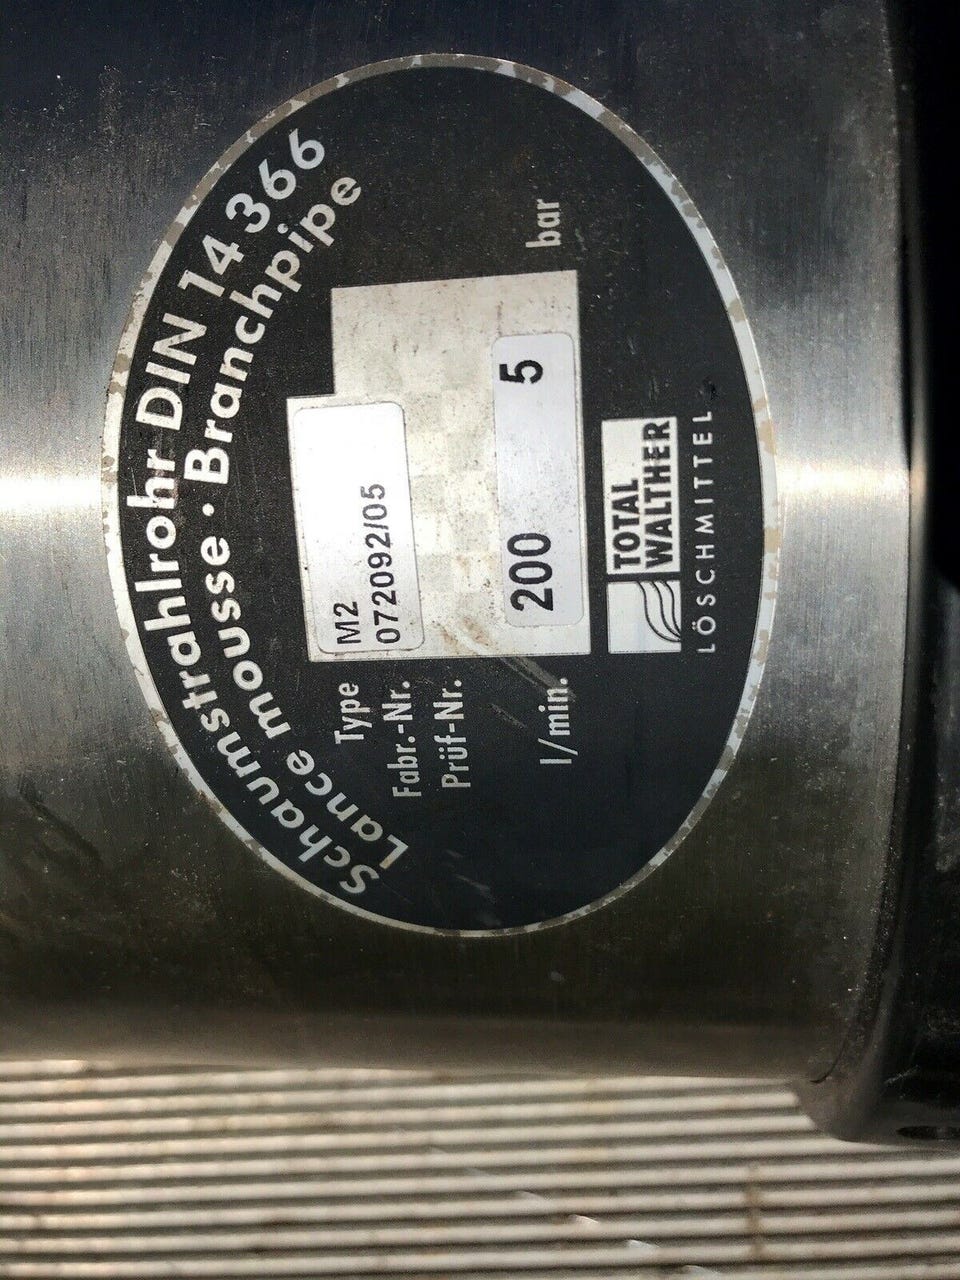 Schaumstrahlrohr DIN 14 366
Lance mousse · Branchpipe
Type M2
Fabr.-Nr. 072092/05
Prüf-Nr.
l/min. 200 5 bar
TOTAL
WALTHER
LÖSCHMITTEL